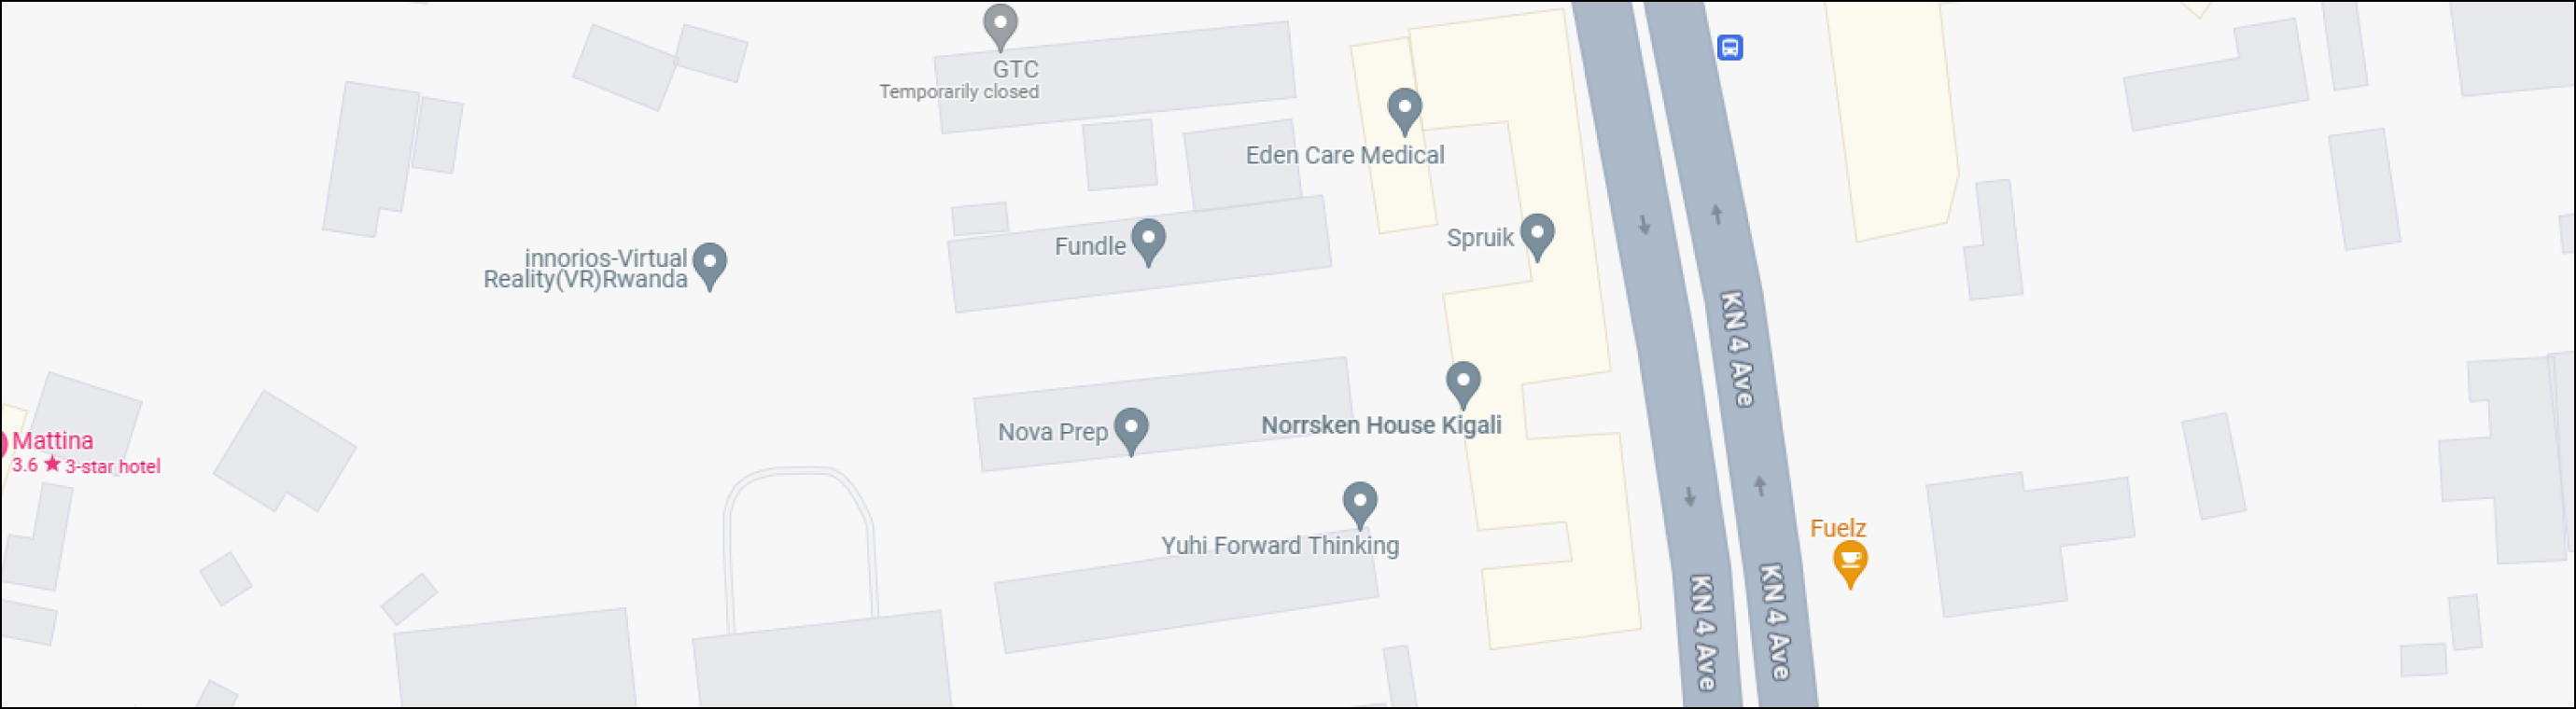 GTC
Temporarily closed
Eden Care Medical
Fundle
Spruik
innorios-Virtual
Reality(VR)Rwanda
KN 4 Ave
Nova Prep
Norrsken House Kigali
Mattina
3.6 ★ 3-star hotel
Yuhi Forward Thinking
Fuelz
KN 4 Ave
KN 4 Ave